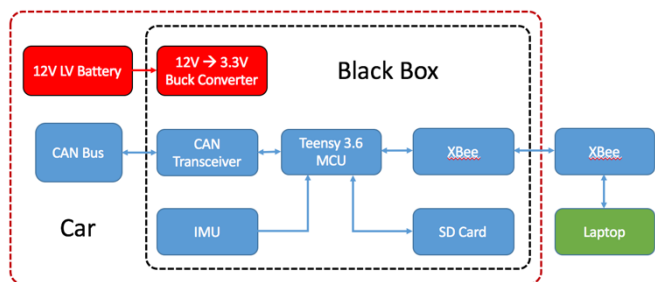 12V LV Battery
12V → 3.3V
Buck Converter
Black Box
CAN Bus
CAN
Transceiver
Teensy 3.6
MCU
XBee
XBee
Car
IMU
SD Card
Laptop